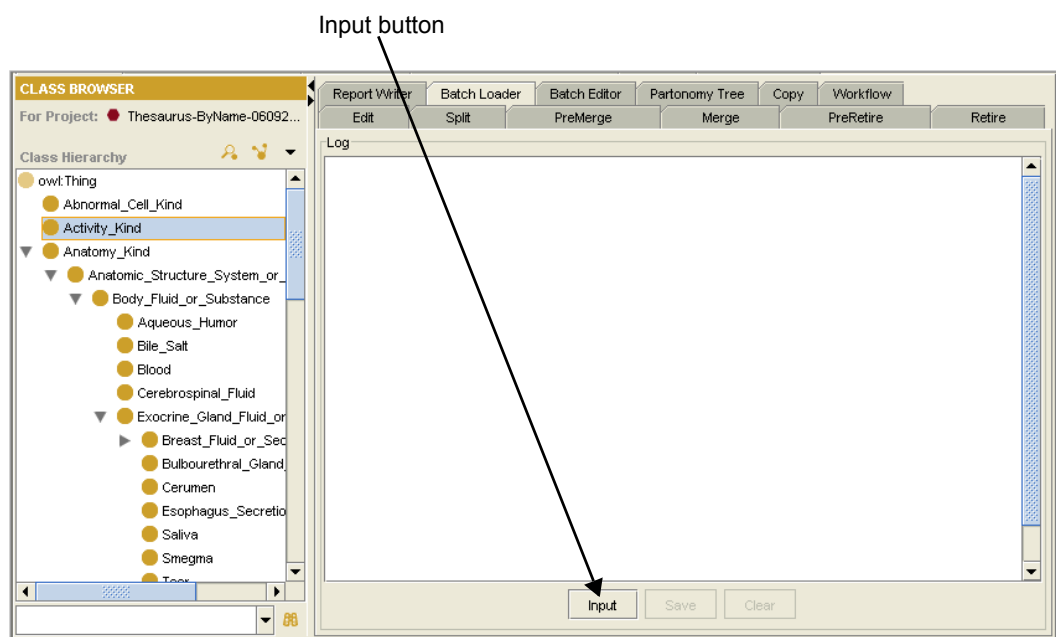 Input button
CLASS BROWSER
For Project: Thesaurus-ByName-06092...
Class Hierarchy
owl:Thing
Abnormal_Cell_Kind
Activity_Kind
Anatomy_Kind
Anatomic_Structure_System_or_
Body_Fluid_or_Substance
Aqueous_Humor
Bile_Salt
Blood
Cerebrospinal_Fluid
Exocrine_Gland_Fluid_or
Breast_Fluid_or_Sec
Bulbourethral_Gland_
Cerumen
Esophagus_Secretio
Saliva
Smegma
Tear
Report Writer Batch Loader Batch Editor Partonomy Tree Copy Workflow
Edit Split PreMerge Merge PreRetire Retire
Log
Input Save Clear